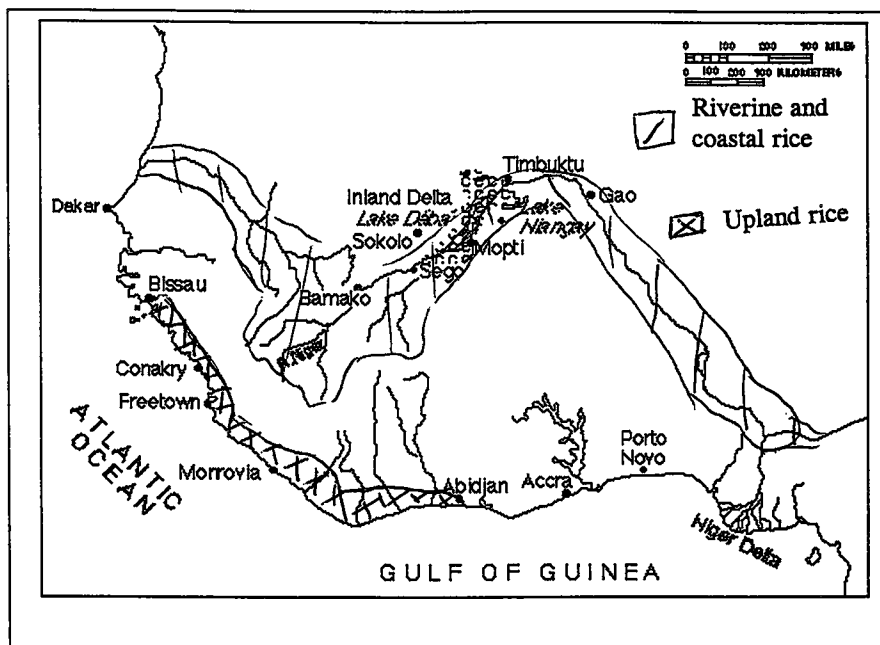 0 100 200 300 MILES
0 100 200 300 KILOMETERS
Riverine and
coastal rice
Timbuktu
Inland Delta
Gao
Dakar
Lake Deba
Lake
Niangay
Upland rice
Sokolo
Mopti
Bissau
Sego
Bamako
R. Niger
Conakry
Freetown
ATLANTIC
OCEAN
Porto
Novo
Morrovia
Abidjan
Accra
Niger Delta
GULF OF GUINEA